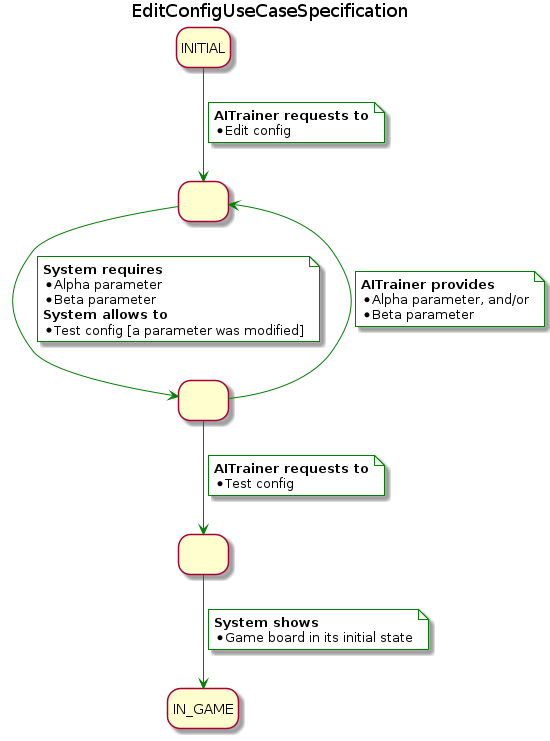 EditConfigUseCaseSpecification
INITIAL
AITrainer requests to
•Edit config
System requires
•Alpha parameter
•Beta parameter
System allows to
•Test config [a parameter was modified]
AITrainer provides
•Alpha parameter, and/or
•Beta parameter
AITrainer requests to
•Test config
System shows
•Game board in its initial state
IN_GAME